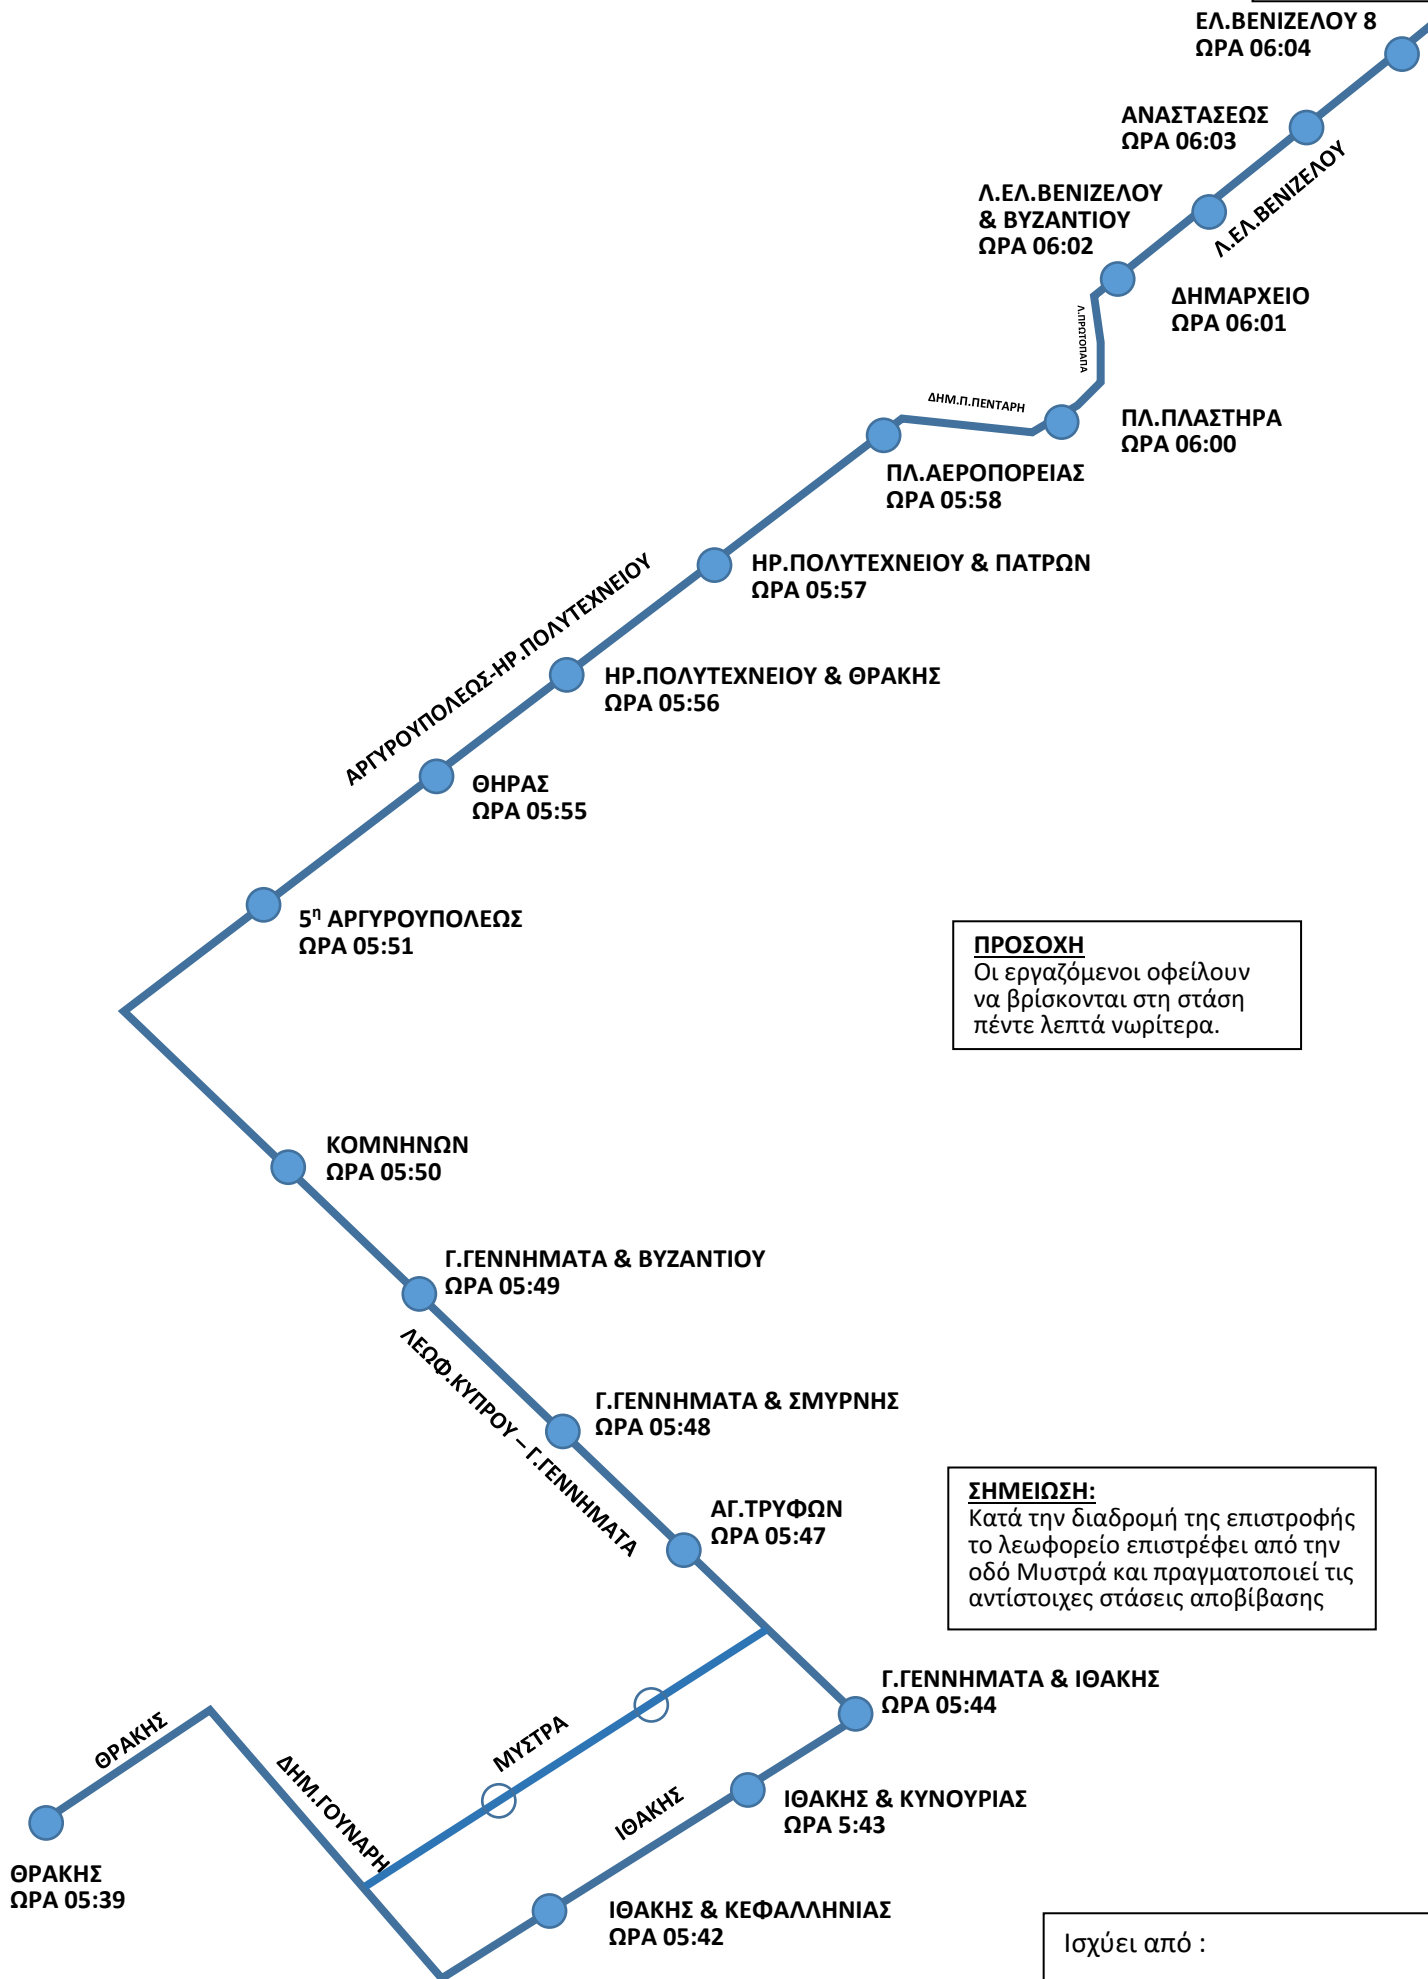 ΕΛ.ΒΕΝΙΖΕΛΟΥ 8
ΩΡΑ 06:04
ΑΝΑΣΤΑΣΕΩΣ
ΩΡΑ 06:03
Λ.ΕΛ.ΒΕΝΙΖΕΛΟΥ
Λ.ΕΛ.ΒΕΝΙΖΕΛΟΥ
& ΒΥΖΑΝΤΙΟΥ
ΩΡΑ 06:02
ΔΗΜΑΡΧΕΙΟ
ΩΡΑ 06:01
Λ.ΠΡΩΤΟΠΑΠΑ
ΔΗΜ.Π.ΠΕΝΤΑΡΗ
ΠΛ.ΠΛΑΣΤΗΡΑ
ΩΡΑ 06:00
ΠΛ.ΑΕΡΟΠΟΡΕΙΑΣ
ΩΡΑ 05:58
ΗΡ.ΠΟΛΥΤΕΧΝΕΙΟΥ & ΠΑΤΡΩΝ
ΩΡΑ 05:57
ΑΡΓΥΡΟΥΠΟΛΕΩΣ-ΗΡ.ΠΟΛΥΤΕΧΝΕΙΟΥ
ΗΡ.ΠΟΛΥΤΕΧΝΕΙΟΥ & ΘΡΑΚΗΣ
ΩΡΑ 05:56
ΘΗΡΑΣ
ΩΡΑ 05:55
5η ΑΡΓΥΡΟΥΠΟΛΕΩΣ
ΩΡΑ 05:51
ΠΡΟΣΟΧΗ
Οι εργαζόμενοι οφείλουν
να βρίσκονται στη στάση
πέντε λεπτά νωρίτερα.
ΚΟΜΝΗΝΩΝ
ΩΡΑ 05:50
Γ.ΓΕΝΝΗΜΑΤΑ & ΒΥΖΑΝΤΙΟΥ
ΩΡΑ 05:49
ΛΕΩΦ.ΚΥΠΡΟΥ – Γ.ΓΕΝΝΗΜΑΤΑ
Γ.ΓΕΝΝΗΜΑΤΑ & ΣΜΥΡΝΗΣ
ΩΡΑ 05:48
ΑΓ.ΤΡΥΦΩΝ
ΩΡΑ 05:47
ΣΗΜΕΙΩΣΗ:
Κατά την διαδρομή της επιστροφής
το λεωφορείο επιστρέφει από την
οδό Μυστρά και πραγματοποιεί τις
αντίστοιχες στάσεις αποβίβασης
Γ.ΓΕΝΝΗΜΑΤΑ & ΙΘΑΚΗΣ
ΩΡΑ 05:44
ΘΡΑΚΗΣ
ΜΥΣΤΡΑ
ΔΗΜ.ΓΟΥΝΑΡΗ
ΙΘΑΚΗΣ
ΙΘΑΚΗΣ & ΚΥΝΟΥΡΙΑΣ
ΩΡΑ 5:43
ΘΡΑΚΗΣ
ΩΡΑ 05:39
ΙΘΑΚΗΣ & ΚΕΦΑΛΛΗΝΙΑΣ
ΩΡΑ 05:42
Ισχύει από :